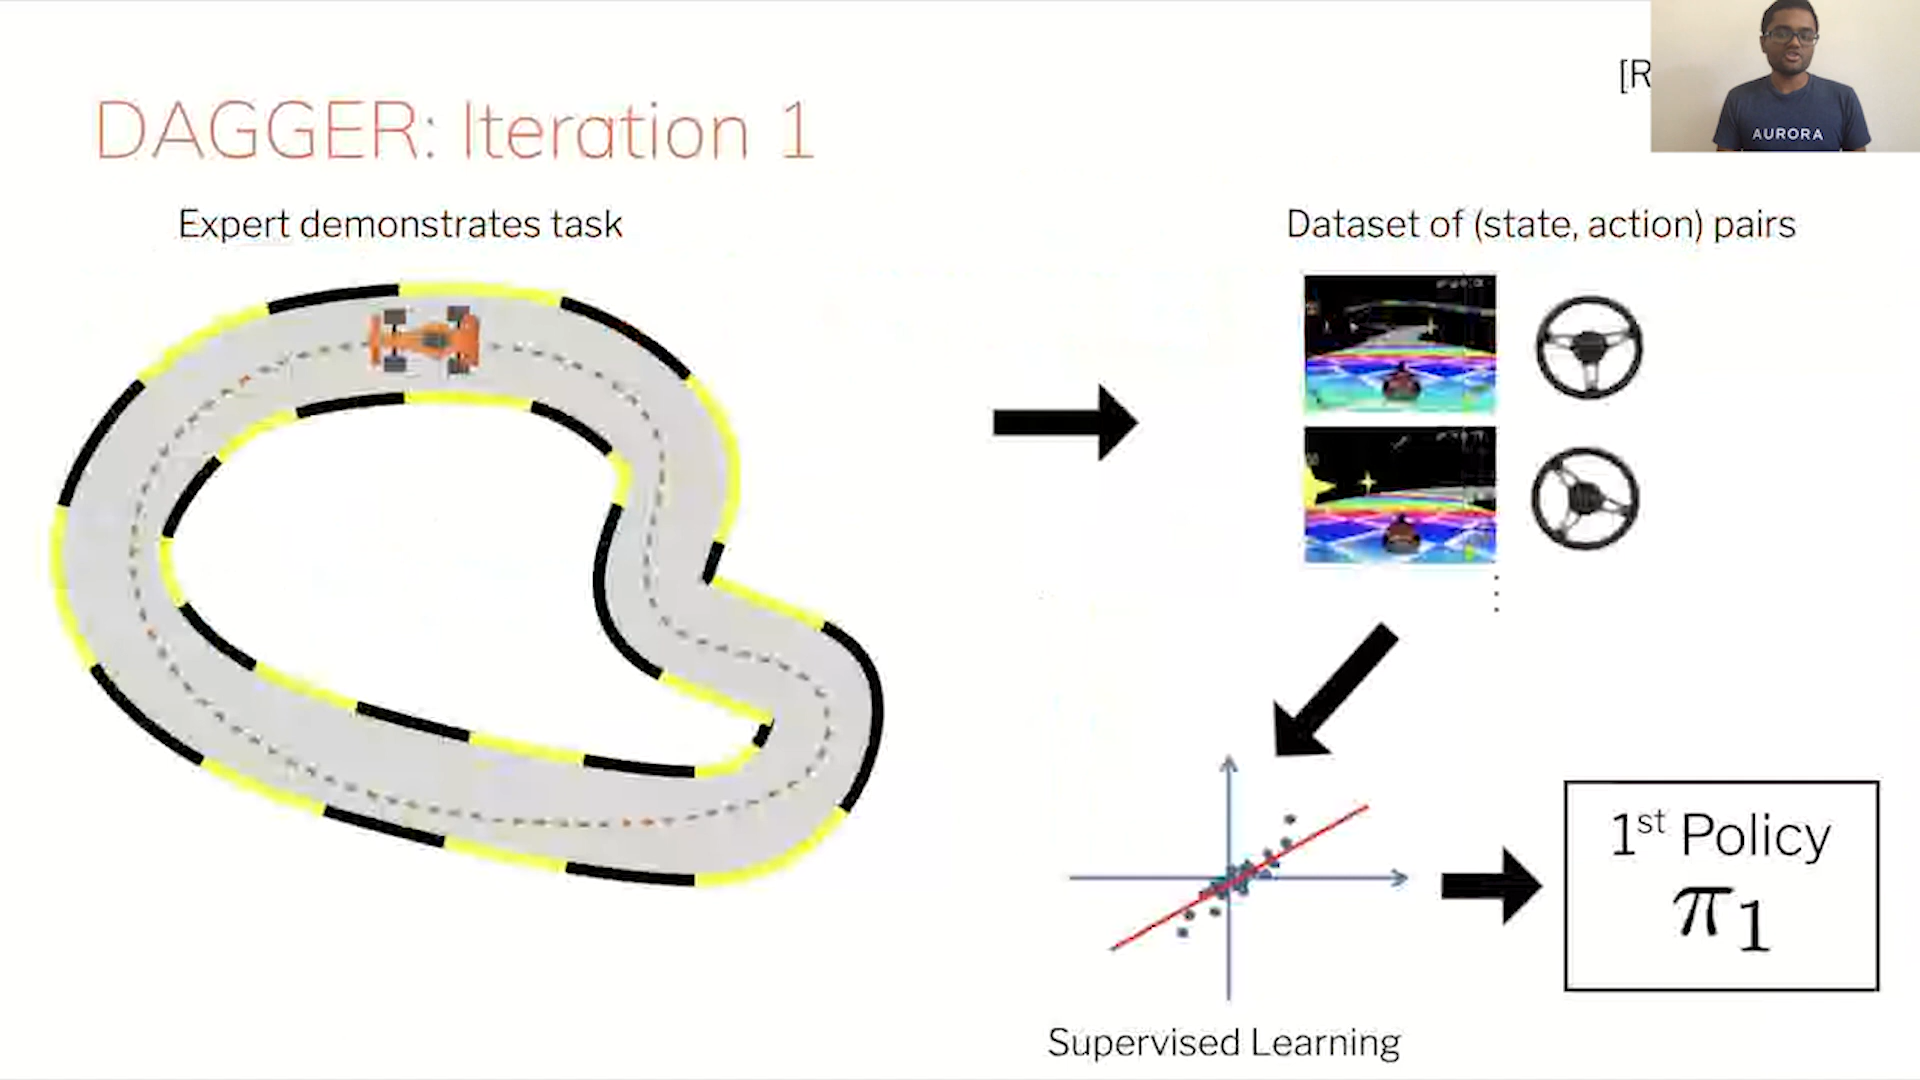 DAGGER: Iteration 1
[R
AURORA
Expert demonstrates task
Dataset of (state, action) pairs
1st Policy
π1
Supervised Learning